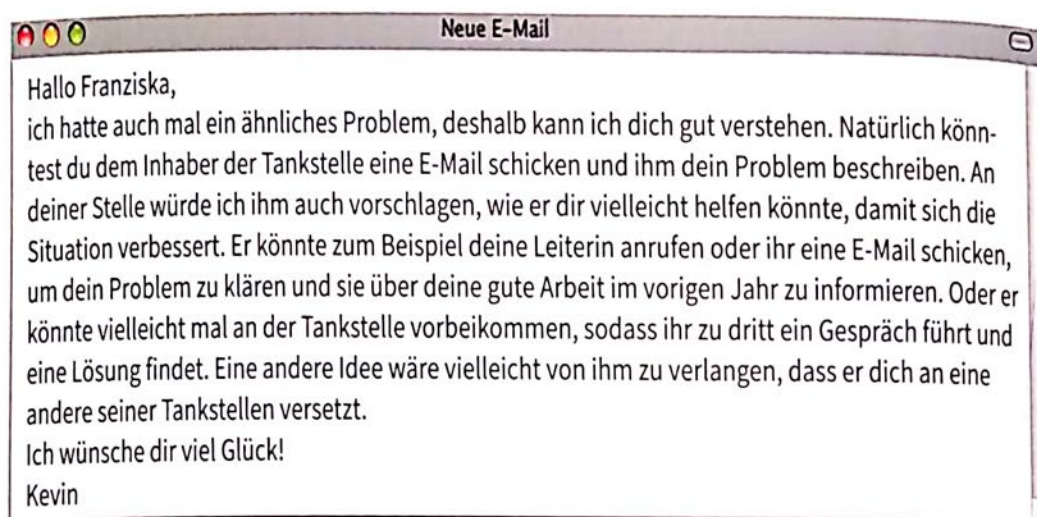 Neue E-Mail
Hallo Franziska,
ich hatte auch mal ein ähnliches Problem, deshalb kann ich dich gut verstehen. Natürlich könn-
test du dem Inhaber der Tankstelle eine E-Mail schicken und ihm dein Problem beschreiben. An
deiner Stelle würde ich ihm auch vorschlagen, wie er dir vielleicht helfen könnte, damit sich die
Situation verbessert. Er könnte zum Beispiel deine Leiterin anrufen oder ihr eine E-Mail schicken,
um dein Problem zu klären und sie über deine gute Arbeit im vorigen Jahr zu informieren. Oder er
könnte vielleicht mal an der Tankstelle vorbeikommen, sodass ihr zu dritt ein Gespräch führt und
eine Lösung findet. Eine andere Idee wäre vielleicht von ihm zu verlangen, dass er dich an eine
andere seiner Tankstellen versetzt.
Ich wünsche dir viel Glück!
Kevin